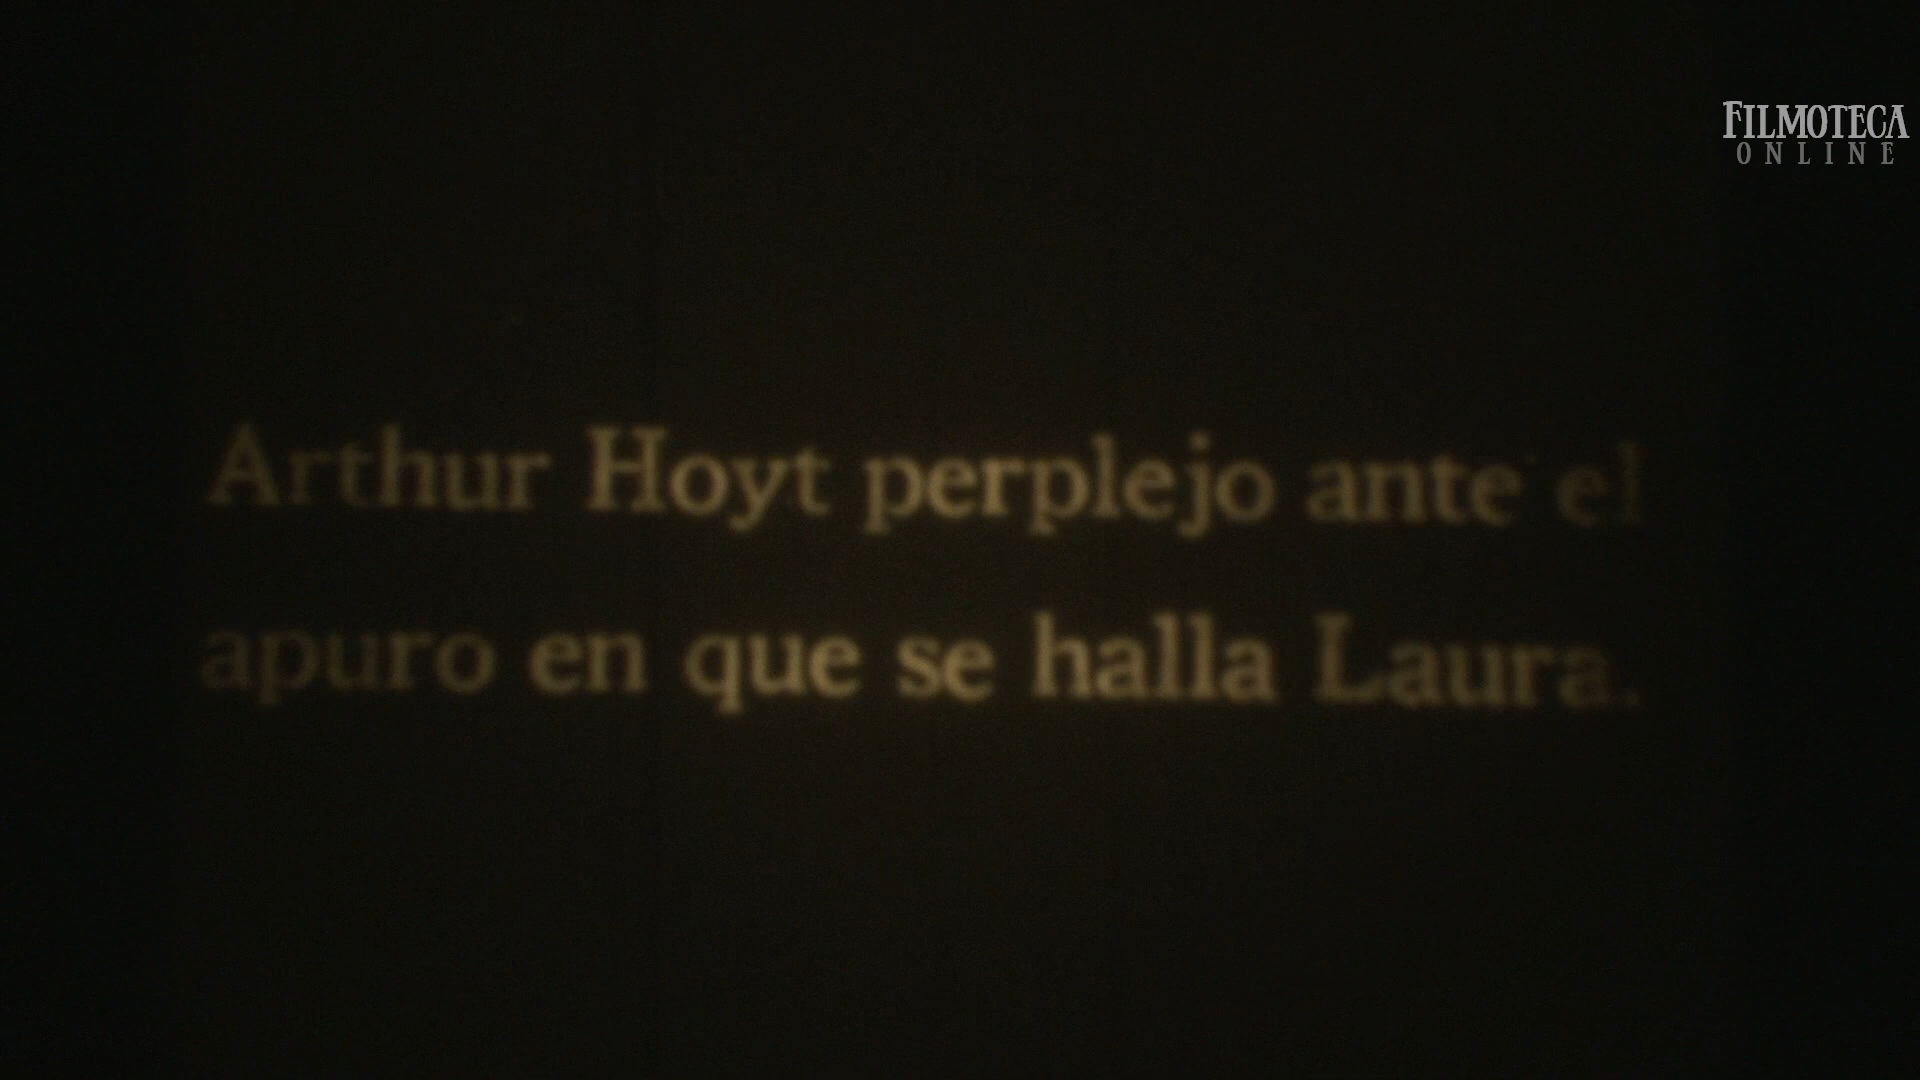 FILMOTECA
ONLINE
Arthur Hoyt perplejo ante el
apuro en que se halla Laura.